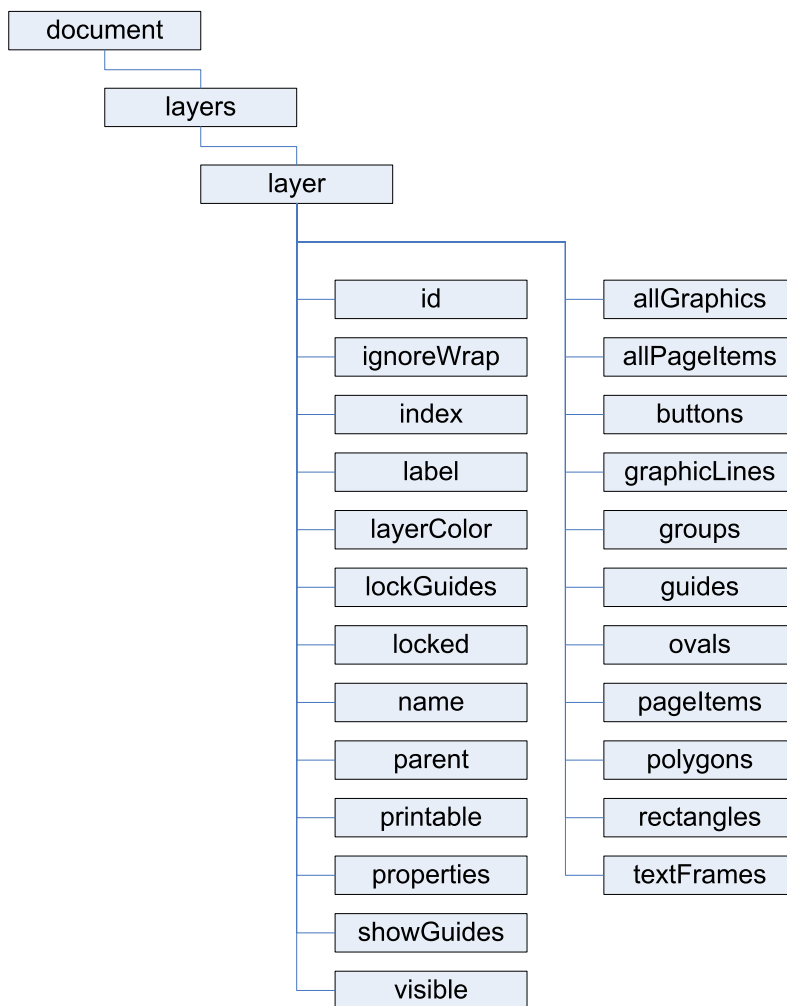 document
layers
layer
id
ignoreWrap
index
label
layerColor
lockGuides
locked
name
parent
printable
properties
showGuides
visible
allGraphics
allPageItems
buttons
graphicLines
groups
guides
ovals
pageItems
polygons
rectangles
textFrames